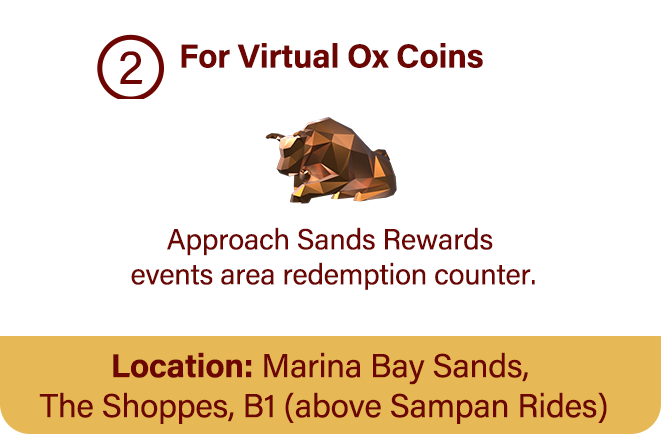 2 For Virtual Ox Coins
Approach Sands Rewards
events area redemption counter.
Location: Marina Bay Sands,
The Shoppes, B1 (above Sampan Rides)